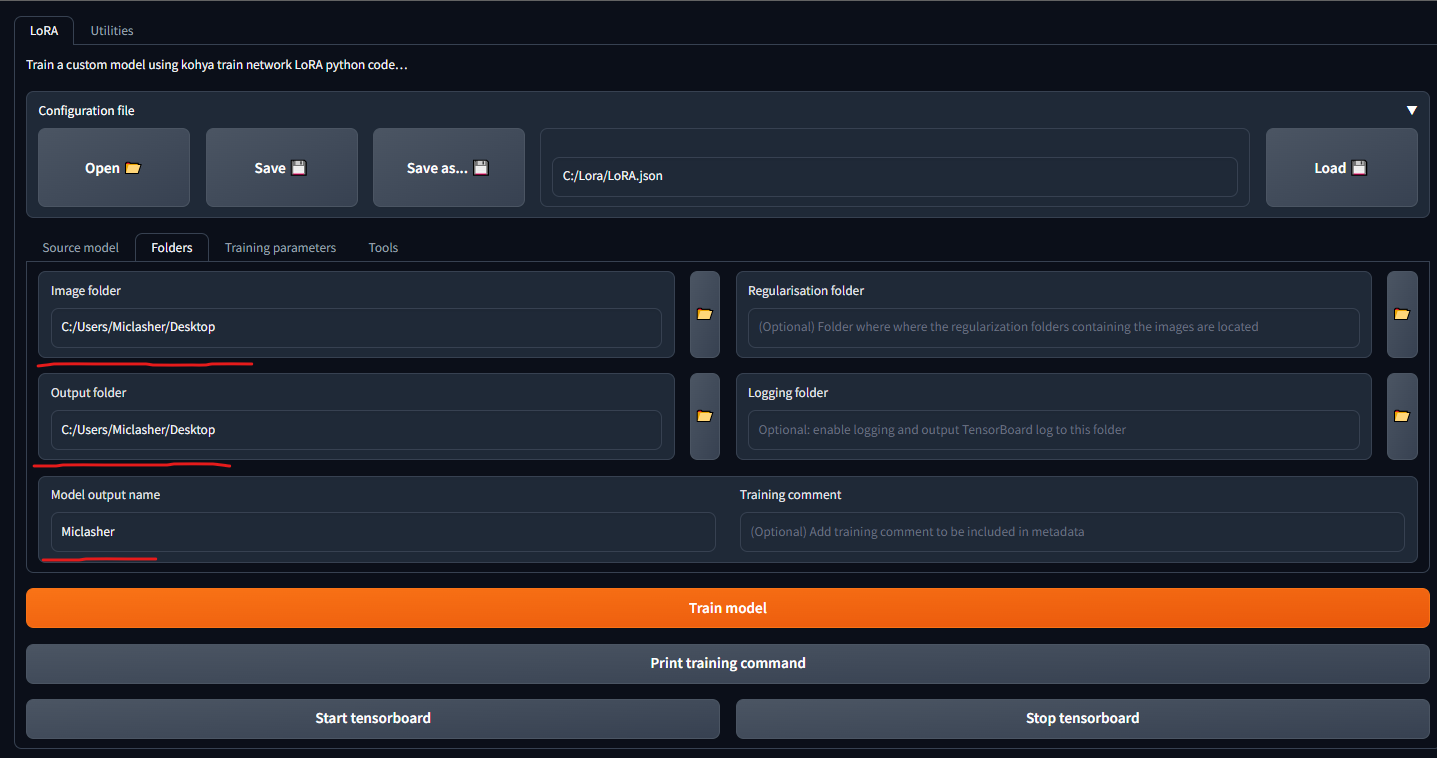 LoRA Utilities
Train a custom model using kohya train network LoRA python code...
Configuration file ▼
Open 📂 Save 💾 Save as... 💾 C:/Lora/LoRA.json Load 💾
Source model Folders Training parameters Tools
Image folder Regularisation folder
C:/Users/Miclasher/Desktop (Optional) Folder where where the regularization folders containing the images are located
Output folder Logging folder
C:/Users/Miclasher/Desktop Optional: enable logging and output TensorBoard log to this folder
Model output name Training comment
Miclasher (Optional) Add training comment to be included in metadata
Train model
Print training command
Start tensorboard Stop tensorboard